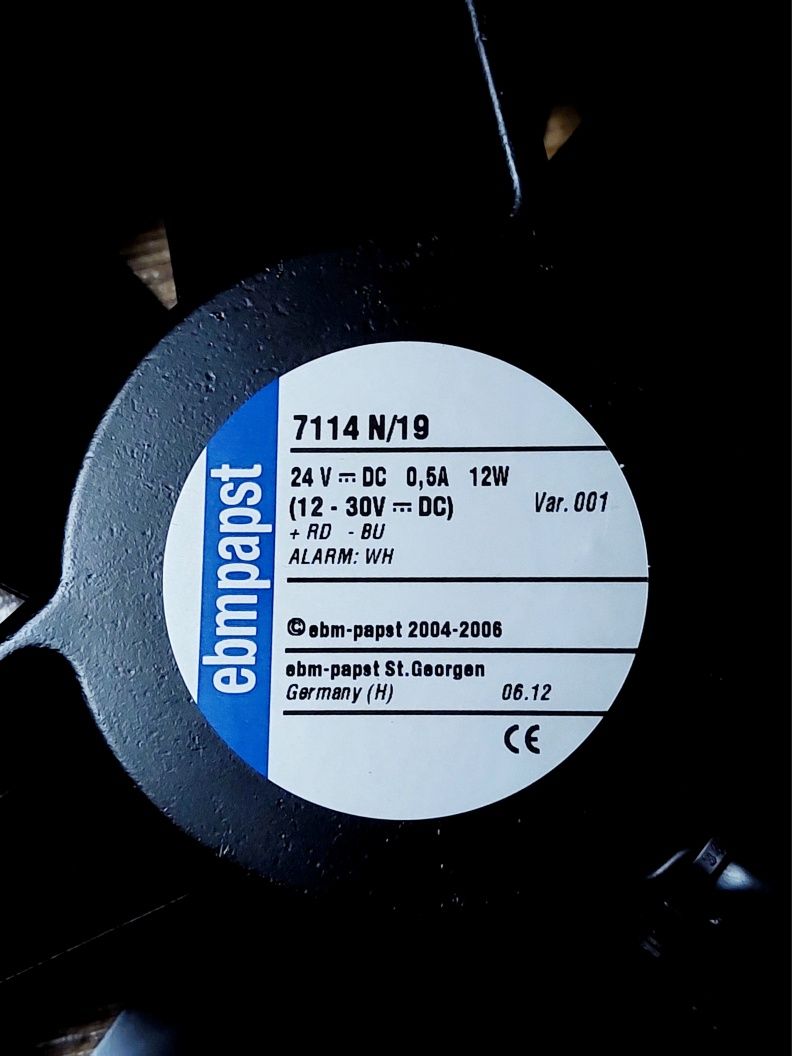 ebmpapst
7114 N/19
24 V ⎓ DC 0,5A 12W
(12 - 30V ⎓ DC) Var. 001
+ RD - BU
ALARM: WH
© ebm-papst 2004-2006
ebm-papst St.Georgen
Germany (H) 06.12
CE